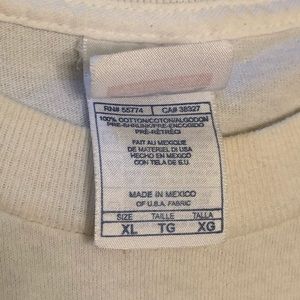 RN# 55774 CA# 38327
100% COTTON/COTON/ALGODON
PRE-SHRUNK/PRE-ENCOGIDO
PRÉ-RÉTRÉCI
FAIT AU MEXIQUE
DE MATERIEL DI USA
HECHO EN MEXICO
CON TELA DE E.U.
MADE IN MEXICO
OF U.S.A. FABRIC
SIZE TAILLE TALLA
XL TG XG